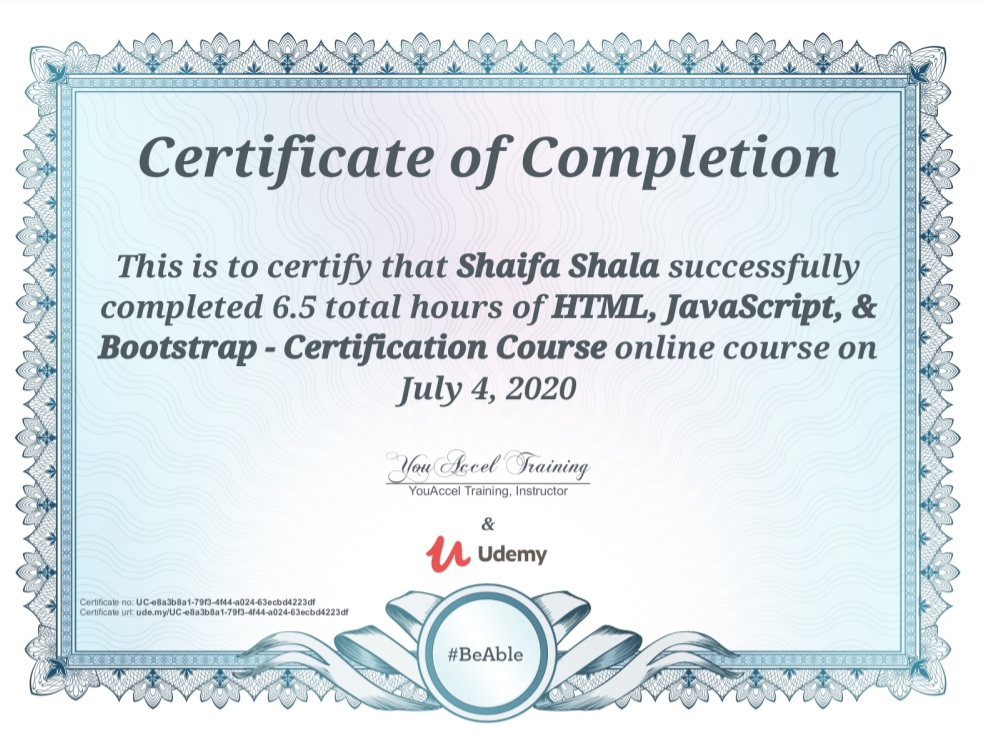 Certificate of Completion
This is to certify that Shaifa Shala successfully
completed 6.5 total hours of HTML, JavaScript, &
Bootstrap - Certification Course online course on
July 4, 2020
You Accel Training
YouAccel Training, Instructor
&
Udemy
Certificate no: UC-e8a3b8a1-79f3-4f44-a024-63ecbd4223df
Certificate url: ude.my/UC-e8a3b8a1-79f3-4f44-a024-63ecbd4223df
#BeAble